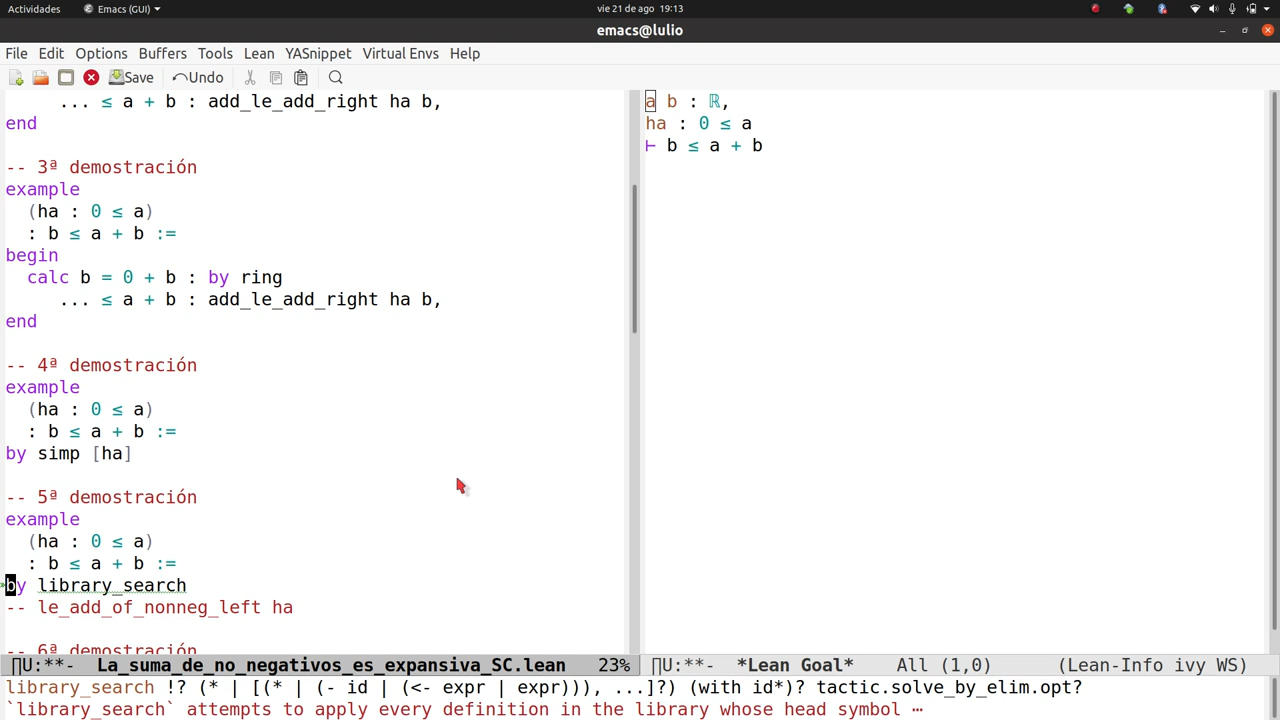 Actividades Emacs (GUI) vie 21 de ago 19:13
emacs@lulio
File Edit Options Buffers Tools Lean YASnippet Virtual Envs Help
Save Undo
... ≤ a + b : add_le_add_right ha b,
end
-- 3ª demostración
example
(ha : 0 ≤ a)
: b ≤ a + b :=
begin
calc b = 0 + b : by ring
... ≤ a + b : add_le_add_right ha b,
end
-- 4ª demostración
example
(ha : 0 ≤ a)
: b ≤ a + b :=
by simp [ha]
-- 5ª demostración
example
(ha : 0 ≤ a)
: b ≤ a + b :=
by library_search
-- le_add_of_nonneg_left ha
-- 6ª demostración
a b : ℝ,
ha : 0 ≤ a
⊢ b ≤ a + b
∏U:**- La_suma_de_no_negativos_es_expansiva_SC.lean 23%
∏U:**- *Lean Goal* All (1,0) (Lean-Info ivy WS)
library_search !? (* | [(* | (- id | (<- expr | expr))), ...]?) (with id*)? tactic.solve_by_elim.opt?
`library_search` attempts to apply every definition in the library whose head symbol ⋯